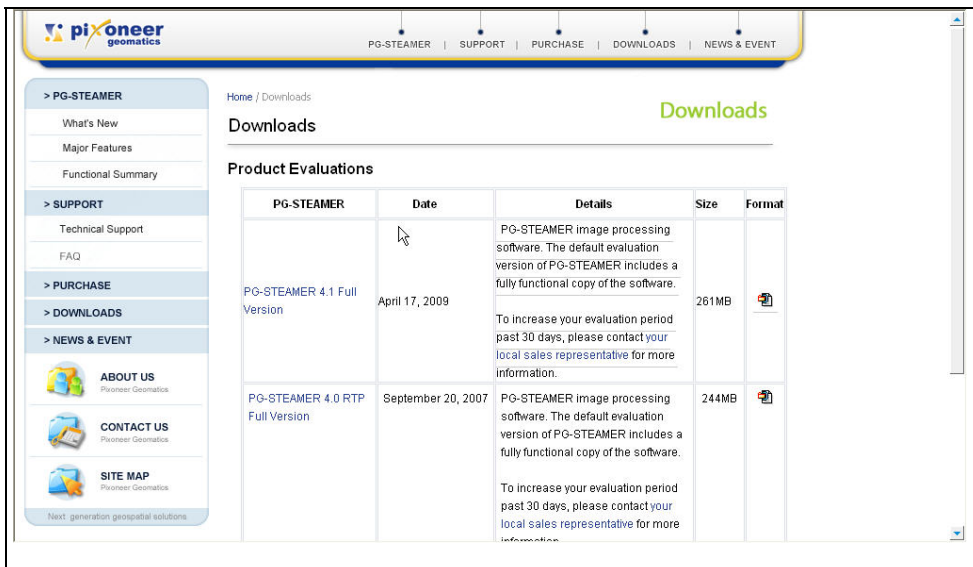 pixoneer
geomatics
PG-STEAMER | SUPPORT | PURCHASE | DOWNLOADS | NEWS & EVENT
> PG-STEAMER
What's New
Major Features
Functional Summary
> SUPPORT
Technical Support
FAQ
> PURCHASE
> DOWNLOADS
> NEWS & EVENT
ABOUT US
Pixoneer Geomatics
CONTACT US
Pixoneer Geomatics
SITE MAP
Pixoneer Geomatics
Next generation geospatial solutions
Home / Downloads
Downloads
Downloads
Product Evaluations
PG-STEAMER Date Details Size Format
PG-STEAMER 4.1 Full
Version
April 17, 2009
PG-STEAMER image processing
software. The default evaluation
version of PG-STEAMER includes a
fully functional copy of the software.
To increase your evaluation period
past 30 days, please contact your
local sales representative for more
information.
261MB
PG-STEAMER 4.0 RTP
Full Version
September 20, 2007
PG-STEAMER image processing
software. The default evaluation
version of PG-STEAMER includes a
fully functional copy of the software.
To increase your evaluation period
past 30 days, please contact your
local sales representative for more
information.
244MB